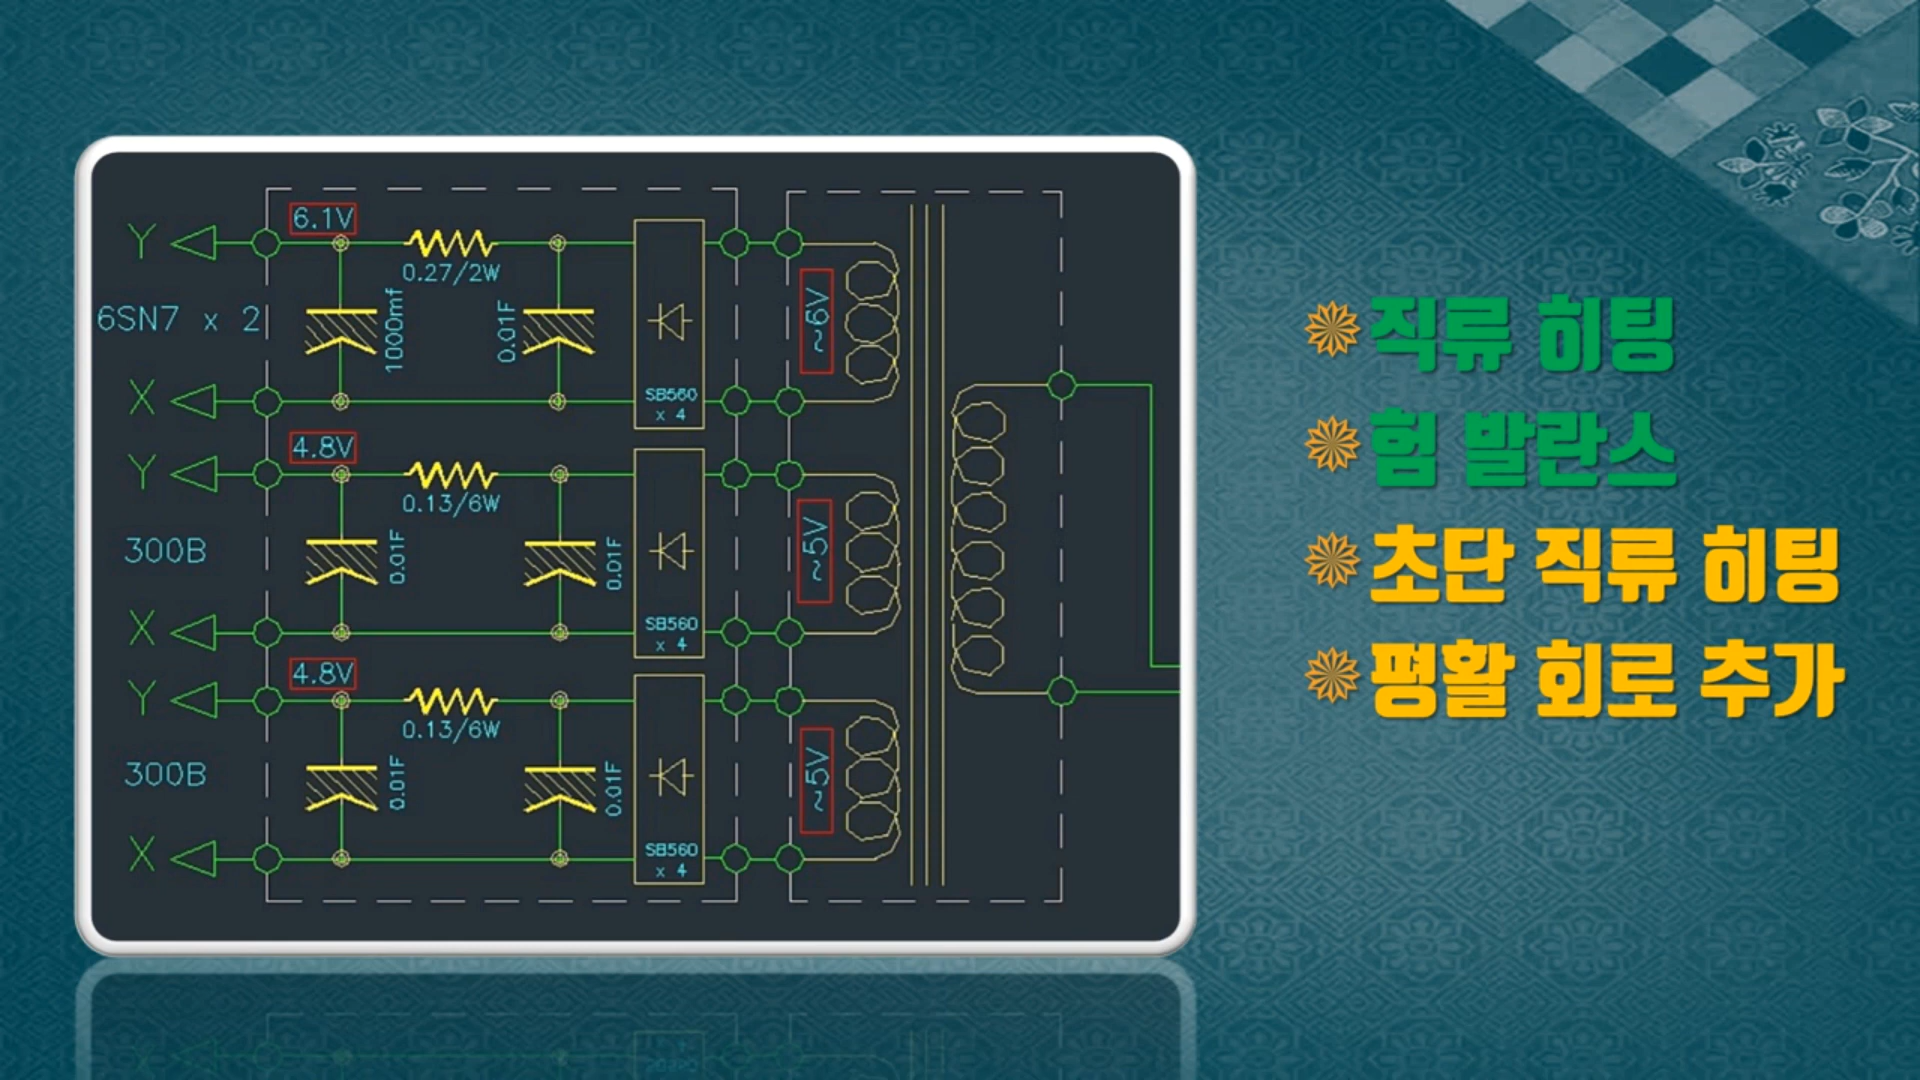 6.1V
Y
0.27/2W
1000mf
0.01F
6SN7 x 2
SB560
x 4
~6V
X
4.8V
Y
0.13/6W
0.01F
0.01F
300B
SB560
x 4
~5V
X
4.8V
Y
0.13/6W
0.01F
0.01F
300B
SB560
x 4
~5V
X
직류 히팅
험 발란스
초단 직류 히팅
평활 회로 추가